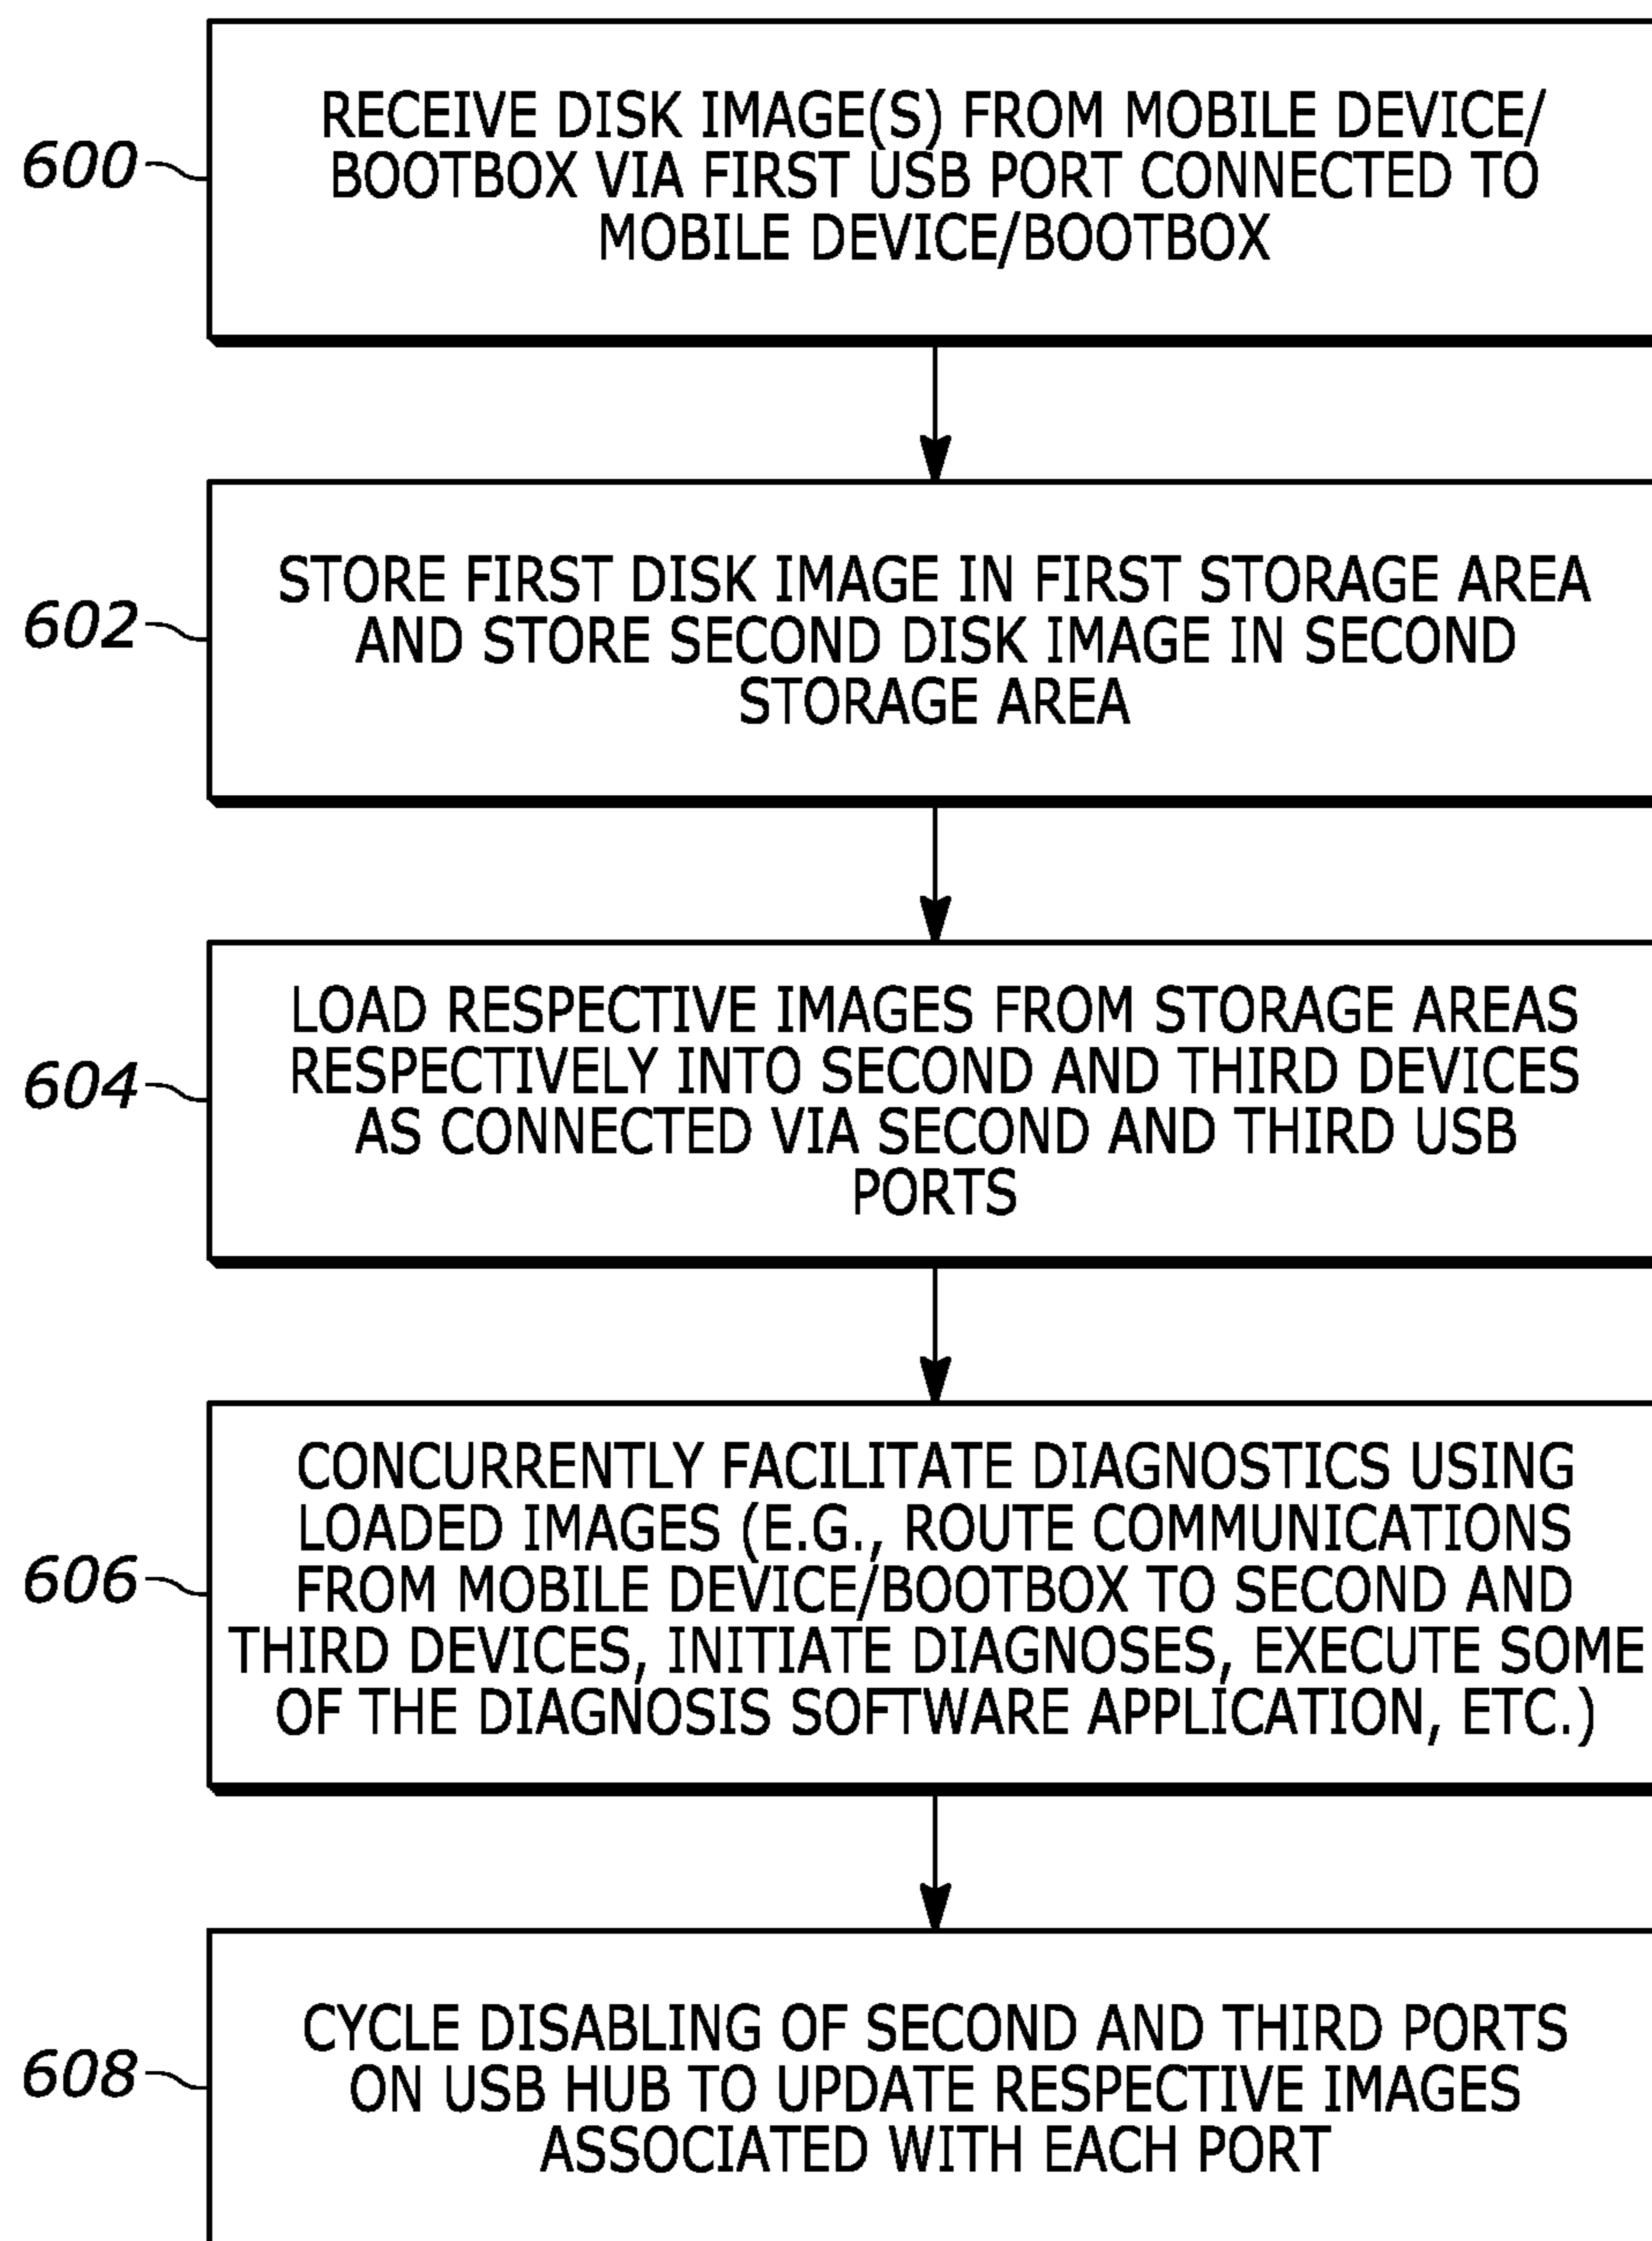 600
RECEIVE DISK IMAGE(S) FROM MOBILE DEVICE/
BOOTBOX VIA FIRST USB PORT CONNECTED TO
MOBILE DEVICE/BOOTBOX
602
STORE FIRST DISK IMAGE IN FIRST STORAGE AREA
AND STORE SECOND DISK IMAGE IN SECOND
STORAGE AREA
604
LOAD RESPECTIVE IMAGES FROM STORAGE AREAS
RESPECTIVELY INTO SECOND AND THIRD DEVICES
AS CONNECTED VIA SECOND AND THIRD USB
PORTS
606
CONCURRENTLY FACILITATE DIAGNOSTICS USING
LOADED IMAGES (E.G., ROUTE COMMUNICATIONS
FROM MOBILE DEVICE/BOOTBOX TO SECOND AND
THIRD DEVICES, INITIATE DIAGNOSES, EXECUTE SOME
OF THE DIAGNOSIS SOFTWARE APPLICATION, ETC.)
608
CYCLE DISABLING OF SECOND AND THIRD PORTS
ON USB HUB TO UPDATE RESPECTIVE IMAGES
ASSOCIATED WITH EACH PORT